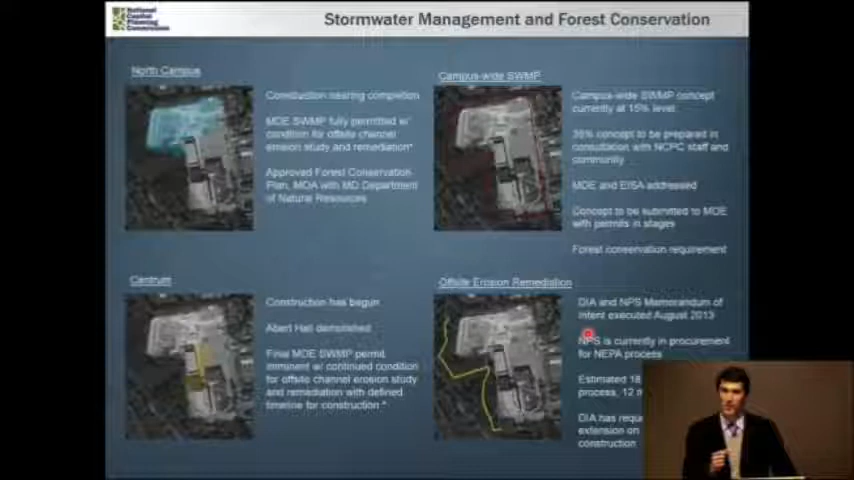 National
Capital
Planning
Commission
Stormwater Management and Forest Conservation
North Campus
Construction nearing completion
MDE SWMP fully permitted w/
condition for offsite channel
erosion study and remediation*
Approved Forest Conservation
Plan, MOA with MD Department
of Natural Resources
Campus-wide SWMP
Campus-wide SWMP concept
currently at 15% level
35% concept to be prepared in
consultation with NCPC staff and
community
MDE and EISA addressed
Concept to be submitted to MDE
with permits in stages
Forest conservation requirement
Centrum
Construction has begun
Abert Hall demolished
Final MDE SWMP permit
imminent w/ continued condition
for offsite channel erosion study
and remediation with defined
timeline for construction *
Offsite Erosion Remediation
DIA and NPS Memorandum of
Intent executed August 2013
NPS is currently in procurement
for NEPA process
Estimated 18
process, 12
DIA has
extension on
construction